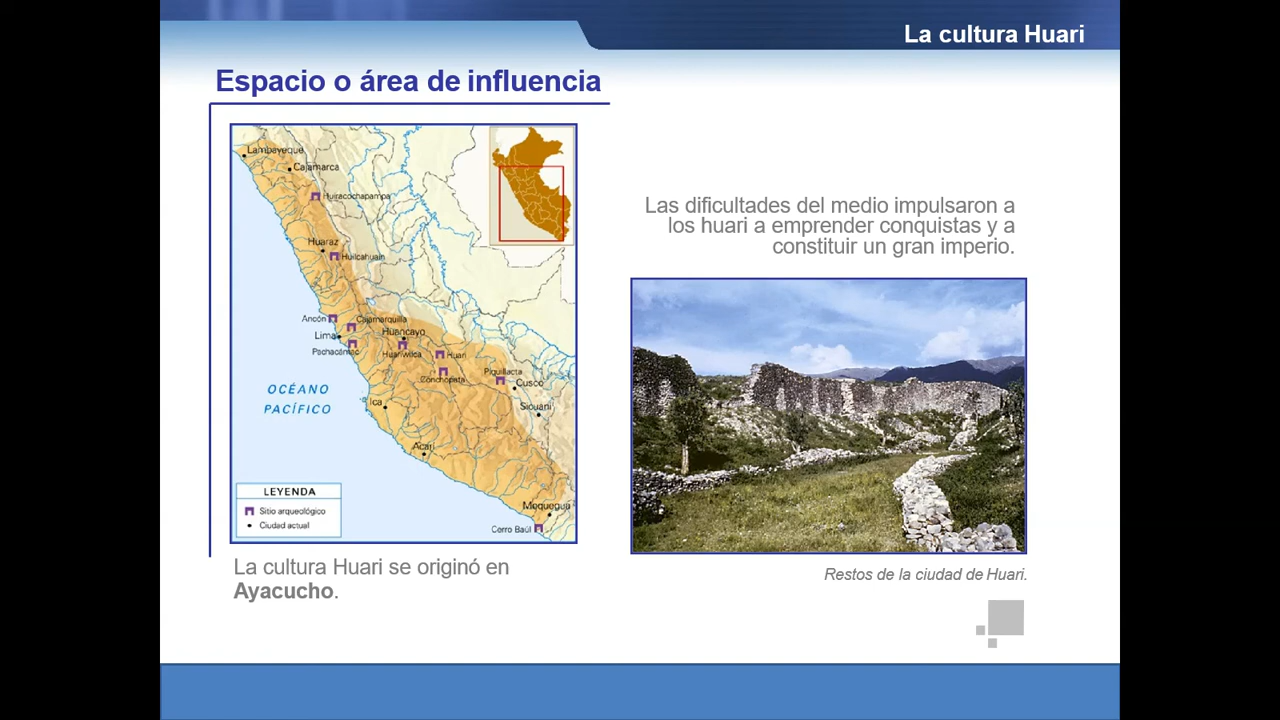 La cultura Huari
Espacio o área de influencia
Lambayeque
Cajamarca
Huiracochapampa
Huaraz
Huilcahuaín
Ancón
Cajamarquilla
Lima
Huancayo
Pachacámac
Huariwilca
Huari
Conchopata
Piquillacta
Cusco
Sicuani
OCÉANO
PACÍFICO
Ica
Acarí
Moquegua
Cerro Baúl
LEYENDA
Sitio arqueológico
Ciudad actual
La cultura Huari se originó en
Ayacucho.
Las dificultades del medio impulsaron a
los huari a emprender conquistas y a
constituir un gran imperio.
Restos de la ciudad de Huari.